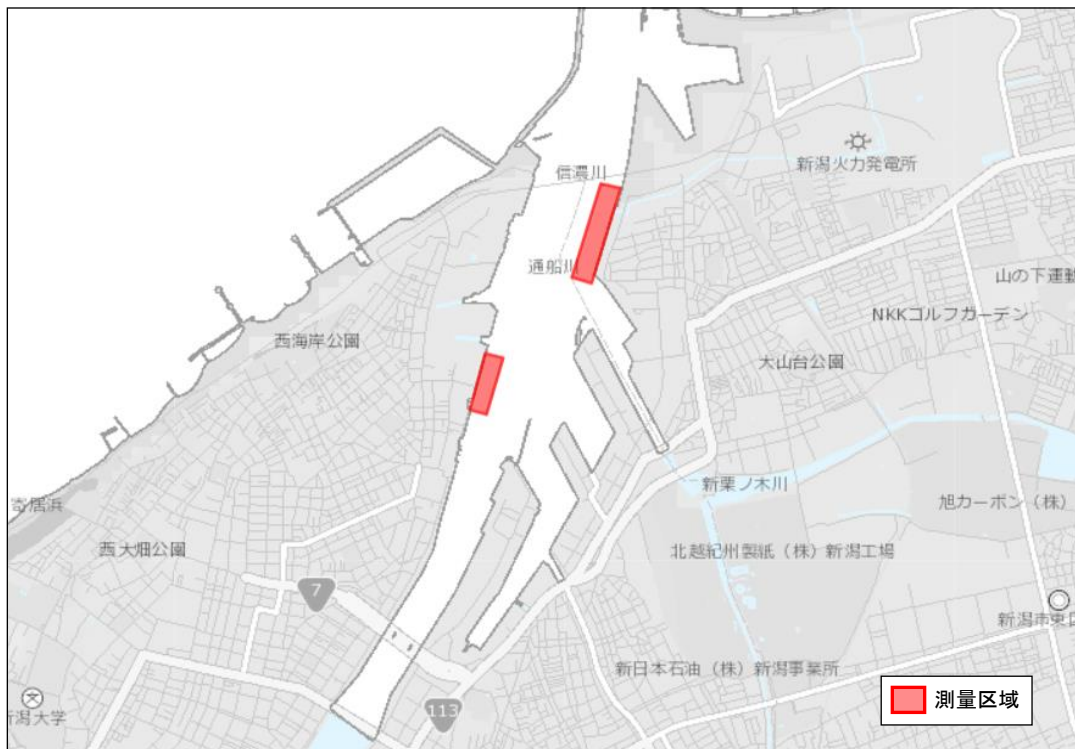 信濃川
新潟火力発電所
通船川
山の下運動
NKKゴルフガーデン
西海岸公園
大山台公園
寄居浜
新栗ノ木川
旭カーボン（株）
西大畑公園
北越紀州製紙（株）新潟工場
7
新潟市東区
新日本石油（株）新潟事業所
新潟大学
113
測量区域